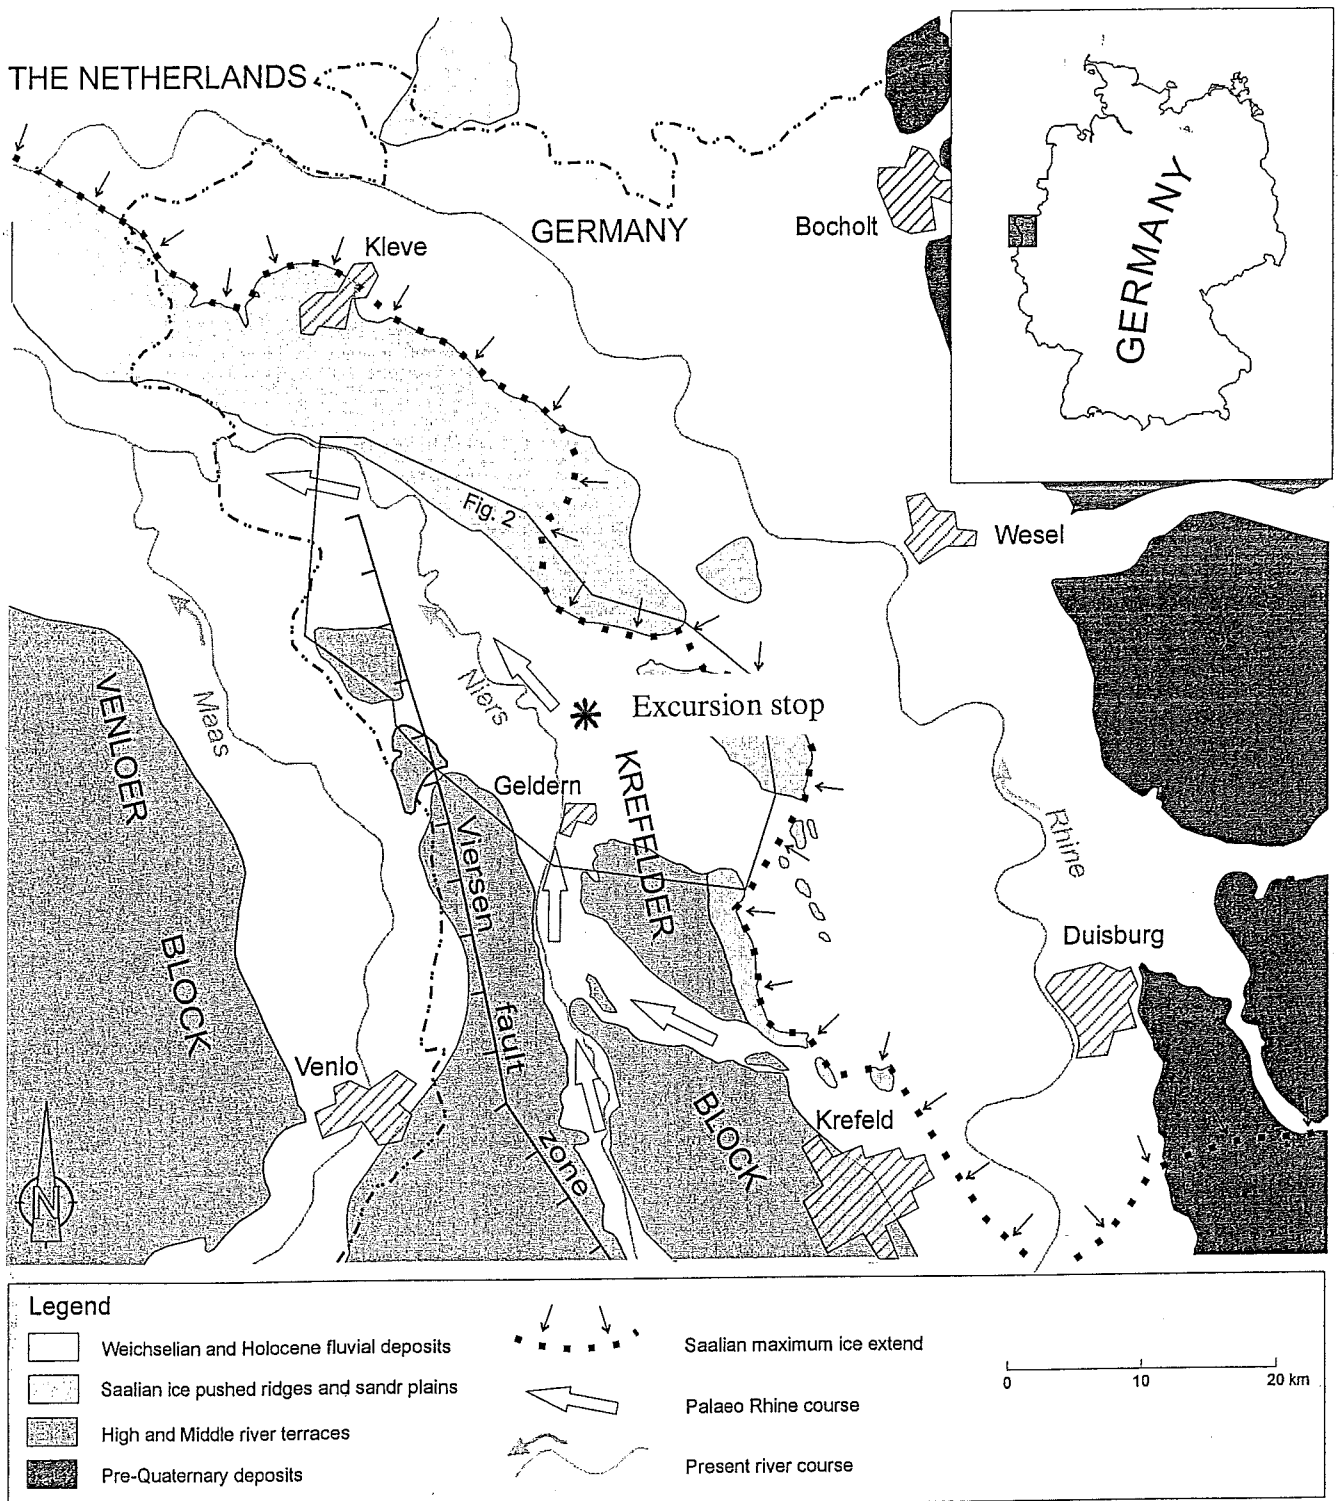 THE NETHERLANDS
GERMANY
Bocholt
GERMANY
Kleve
Fig. 2
Wesel
VENLOER
BLOCK
Maas
Niers
Excursion stop
KREFELDER
BLOCK
Geldern
Viersen
fault
zone
Rhine
Duisburg
Venlo
Krefeld
N
Legend
Weichselian and Holocene fluvial deposits
Saalian ice pushed ridges and sandr plains
High and Middle river terraces
Pre-Quaternary deposits
Saalian maximum ice extend
Palaeo Rhine course
Present river course
0 10 20 km